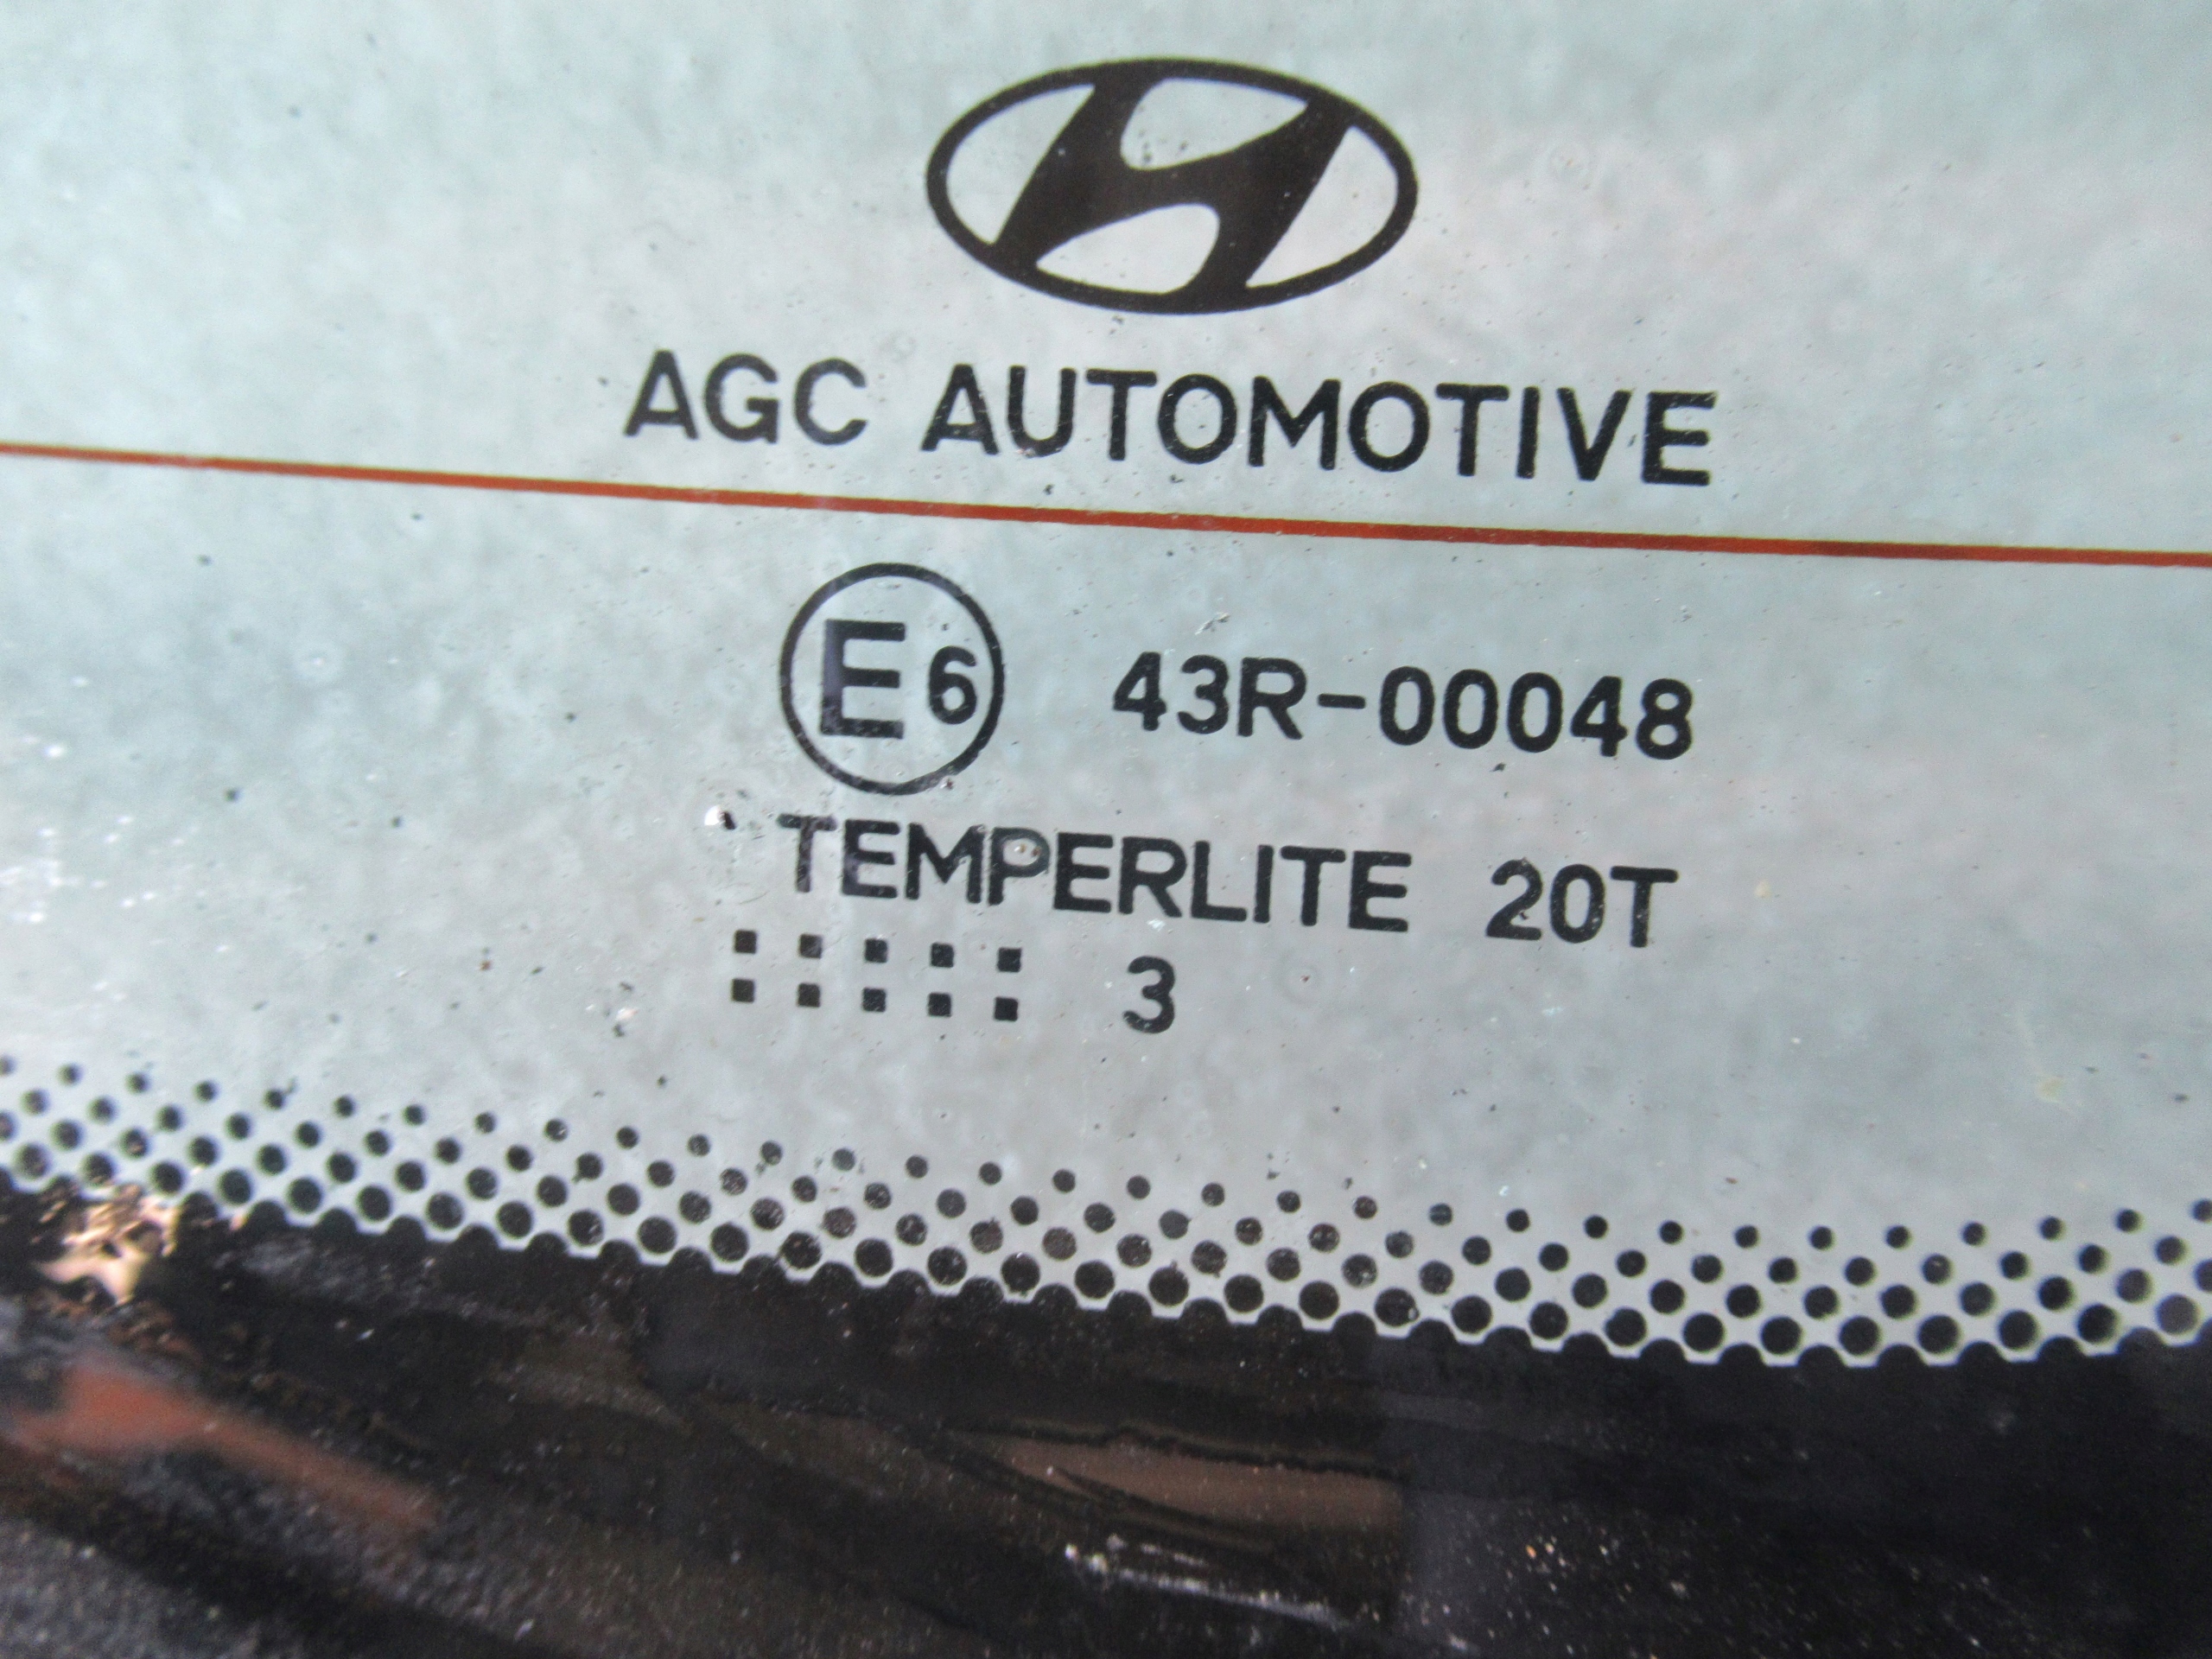 AGC AUTOMOTIVE
E6 43R-00048
TEMPERLITE 20T
3